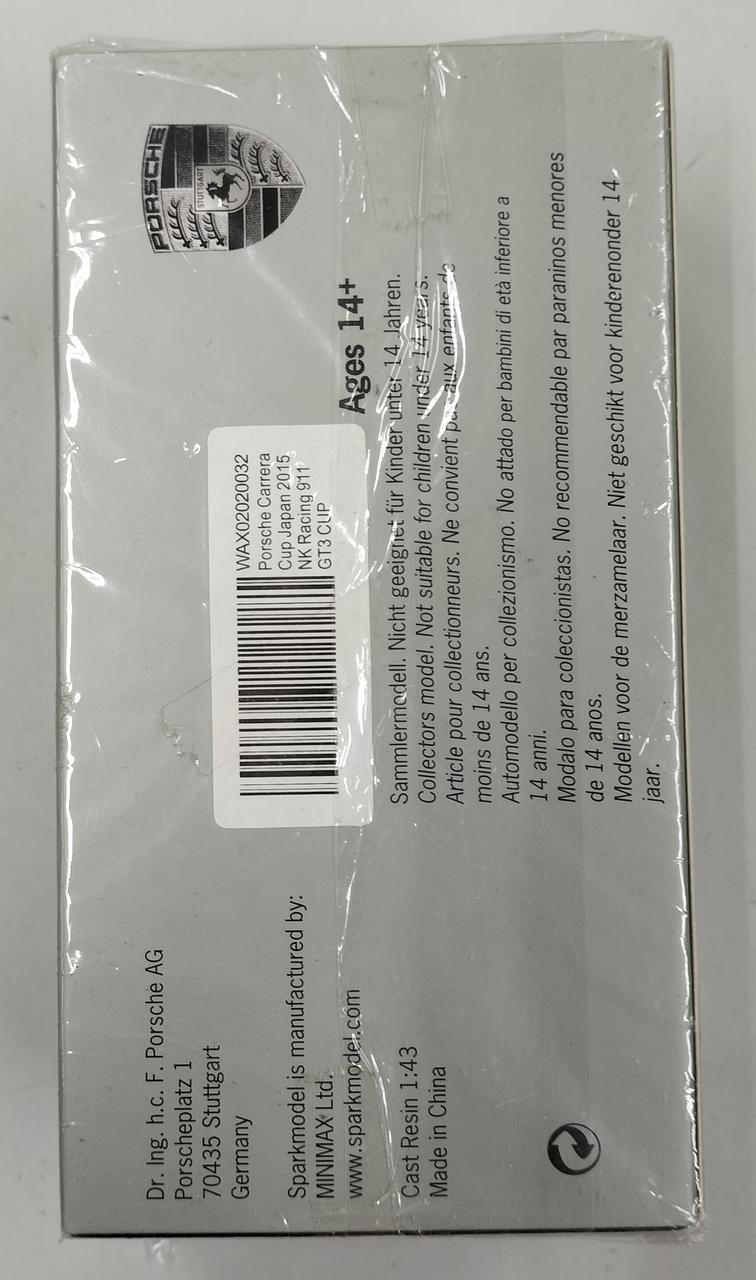 PORSCHE
STUTTGART
Ages 14+
WAX02020032
Porsche Carrera
Cup Japan 2015
NK Racing 911
GT3 CUP
Sammlermodell. Nicht geeignet für Kinder unter 14 Jahren.
Collectors model. Not suitable for children under 14 years.
Article pour collectionneurs. Ne convient pas aux enfants de
moins de 14 ans.
Automodello per collezionismo. No attado per bambini di età inferiore a
14 anni.
Modalo para coleccionistas. No recommendable par paraninos menores
de 14 anos.
Modellen voor de merzamelaar. Niet geschikt voor kinderenonder 14
jaar.
Dr. Ing. h.c. F. Porsche AG
Porscheplatz 1
70435 Stuttgart
Germany
Sparkmodel is manufactured by:
MINIMAX Ltd.
www.sparkmodel.com
Cast Resin 1:43
Made in China